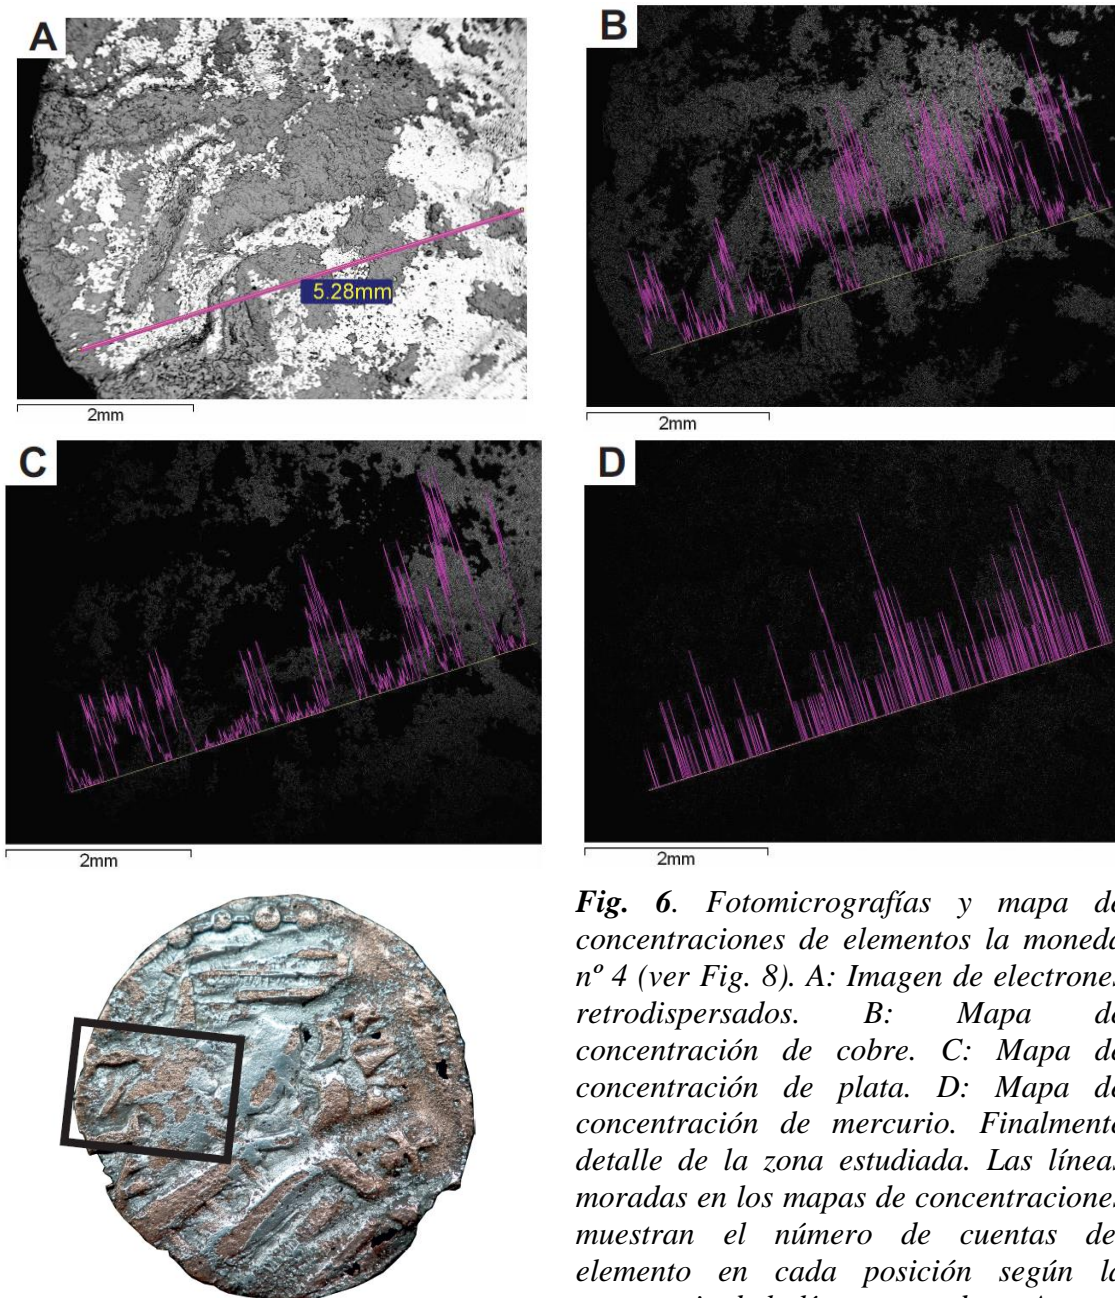 A
B
5.28mm
2mm
2mm
C
D
2mm
2mm
Fig. 6. Fotomicrografías y mapa de
concentraciones de elementos la moneda
nº 4 (ver Fig. 8). A: Imagen de electrones
retrodispersados. B: Mapa de
concentración de cobre. C: Mapa de
concentración de plata. D: Mapa de
concentración de mercurio. Finalmente
detalle de la zona estudiada. Las líneas
moradas en los mapas de concentraciones
muestran el número de cuentas de
elemento en cada posición según la